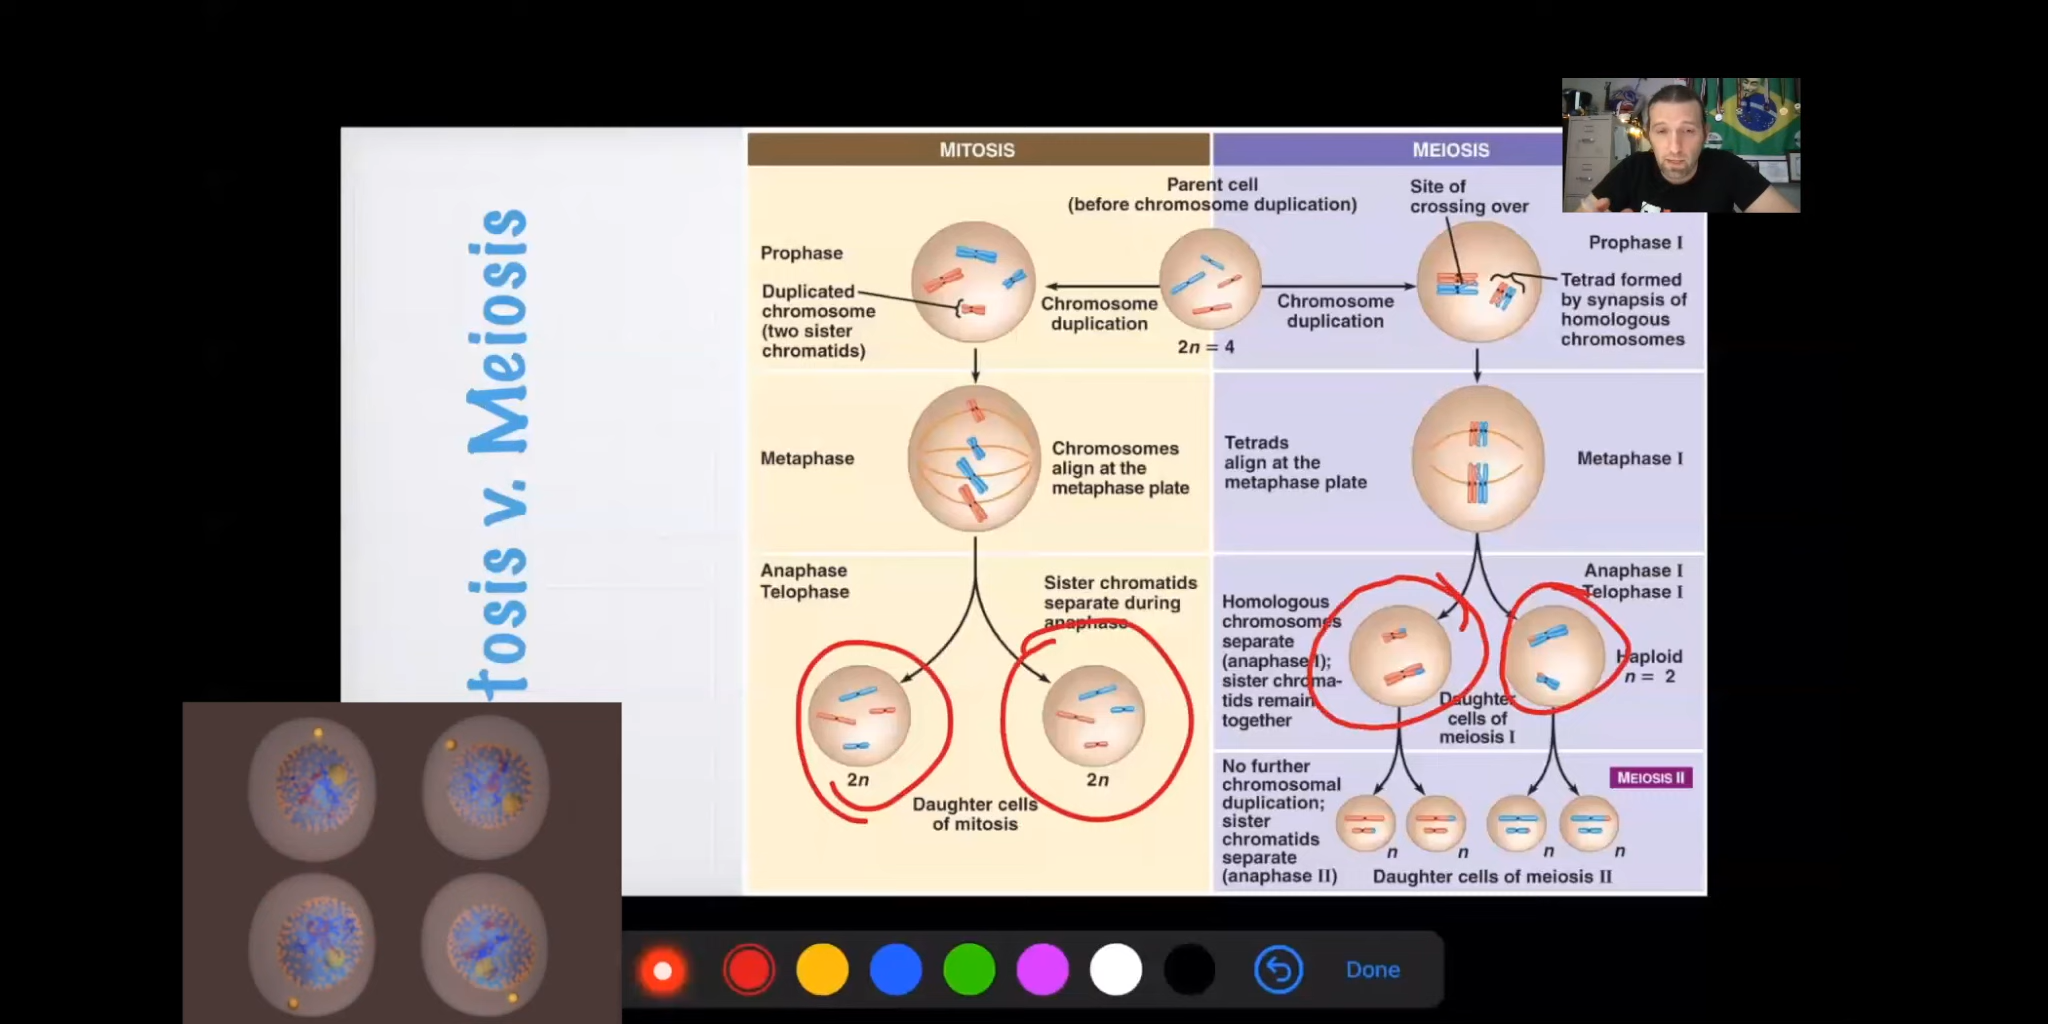 tosis v. Meiosis
MITOSIS
MEIOSIS
Parent cell
(before chromosome duplication)
Site of
crossing over
Prophase
Prophase I
Duplicated
chromosome
(two sister
chromatids)
Chromosome
duplication
Chromosome
duplication
Tetrad formed
by synapsis of
homologous
chromosomes
2n = 4
Metaphase
Chromosomes
align at the
metaphase plate
Tetrads
align at the
metaphase plate
Metaphase I
Anaphase
Telophase
Sister chromatids
separate during
anaphase
Homologous
chromosomes
separate
(anaphase I);
sister chroma-
tids remain
together
Anaphase I
Telophase I
Haploid
n = 2
Daughter
cells of
meiosis I
2n
2n
Daughter cells
of mitosis
No further
chromosomal
duplication;
sister
chromatids
separate
(anaphase II)
MEIOSIS II
n
n
n
n
Daughter cells of meiosis II
Done